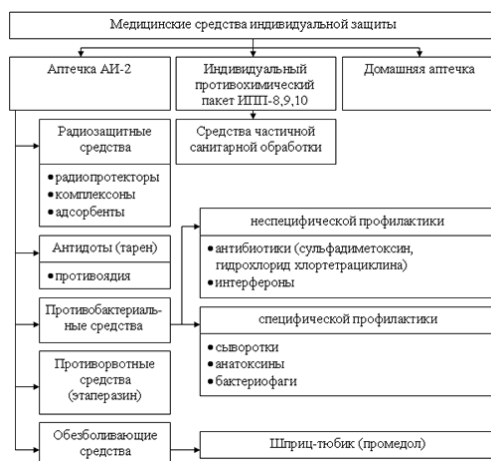 Медицинские средства индивидуальной защиты
Аптечка АИ-2
Индивидуальный
противохимический
пакет ИПП-8,9,10
Домашняя аптечка
Средства частичной
санитарной обработки
Радиозащитные
средства
• радиопротекторы
• комплексоны
• адсорбенты
Антидоты (тарен)
• противоядия
Противобактериаль-
ные средства
неспецифической профилактики
• антибиотики (сульфадиметоксин,
гидрохлорид хлортетрациклина)
• интерфероны
специфической профилактики
• сыворотки
• анатоксины
• бактериофаги
Противорвотные
средства
(этаперазин)
Обезболивающие
средства
Шприц-тюбик (промедол)